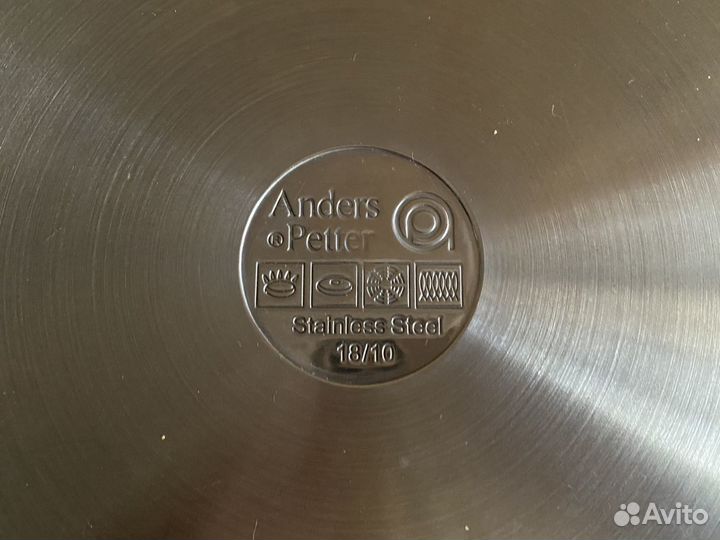 Anders
® Petter
Stainless Steel
18/10
Avito